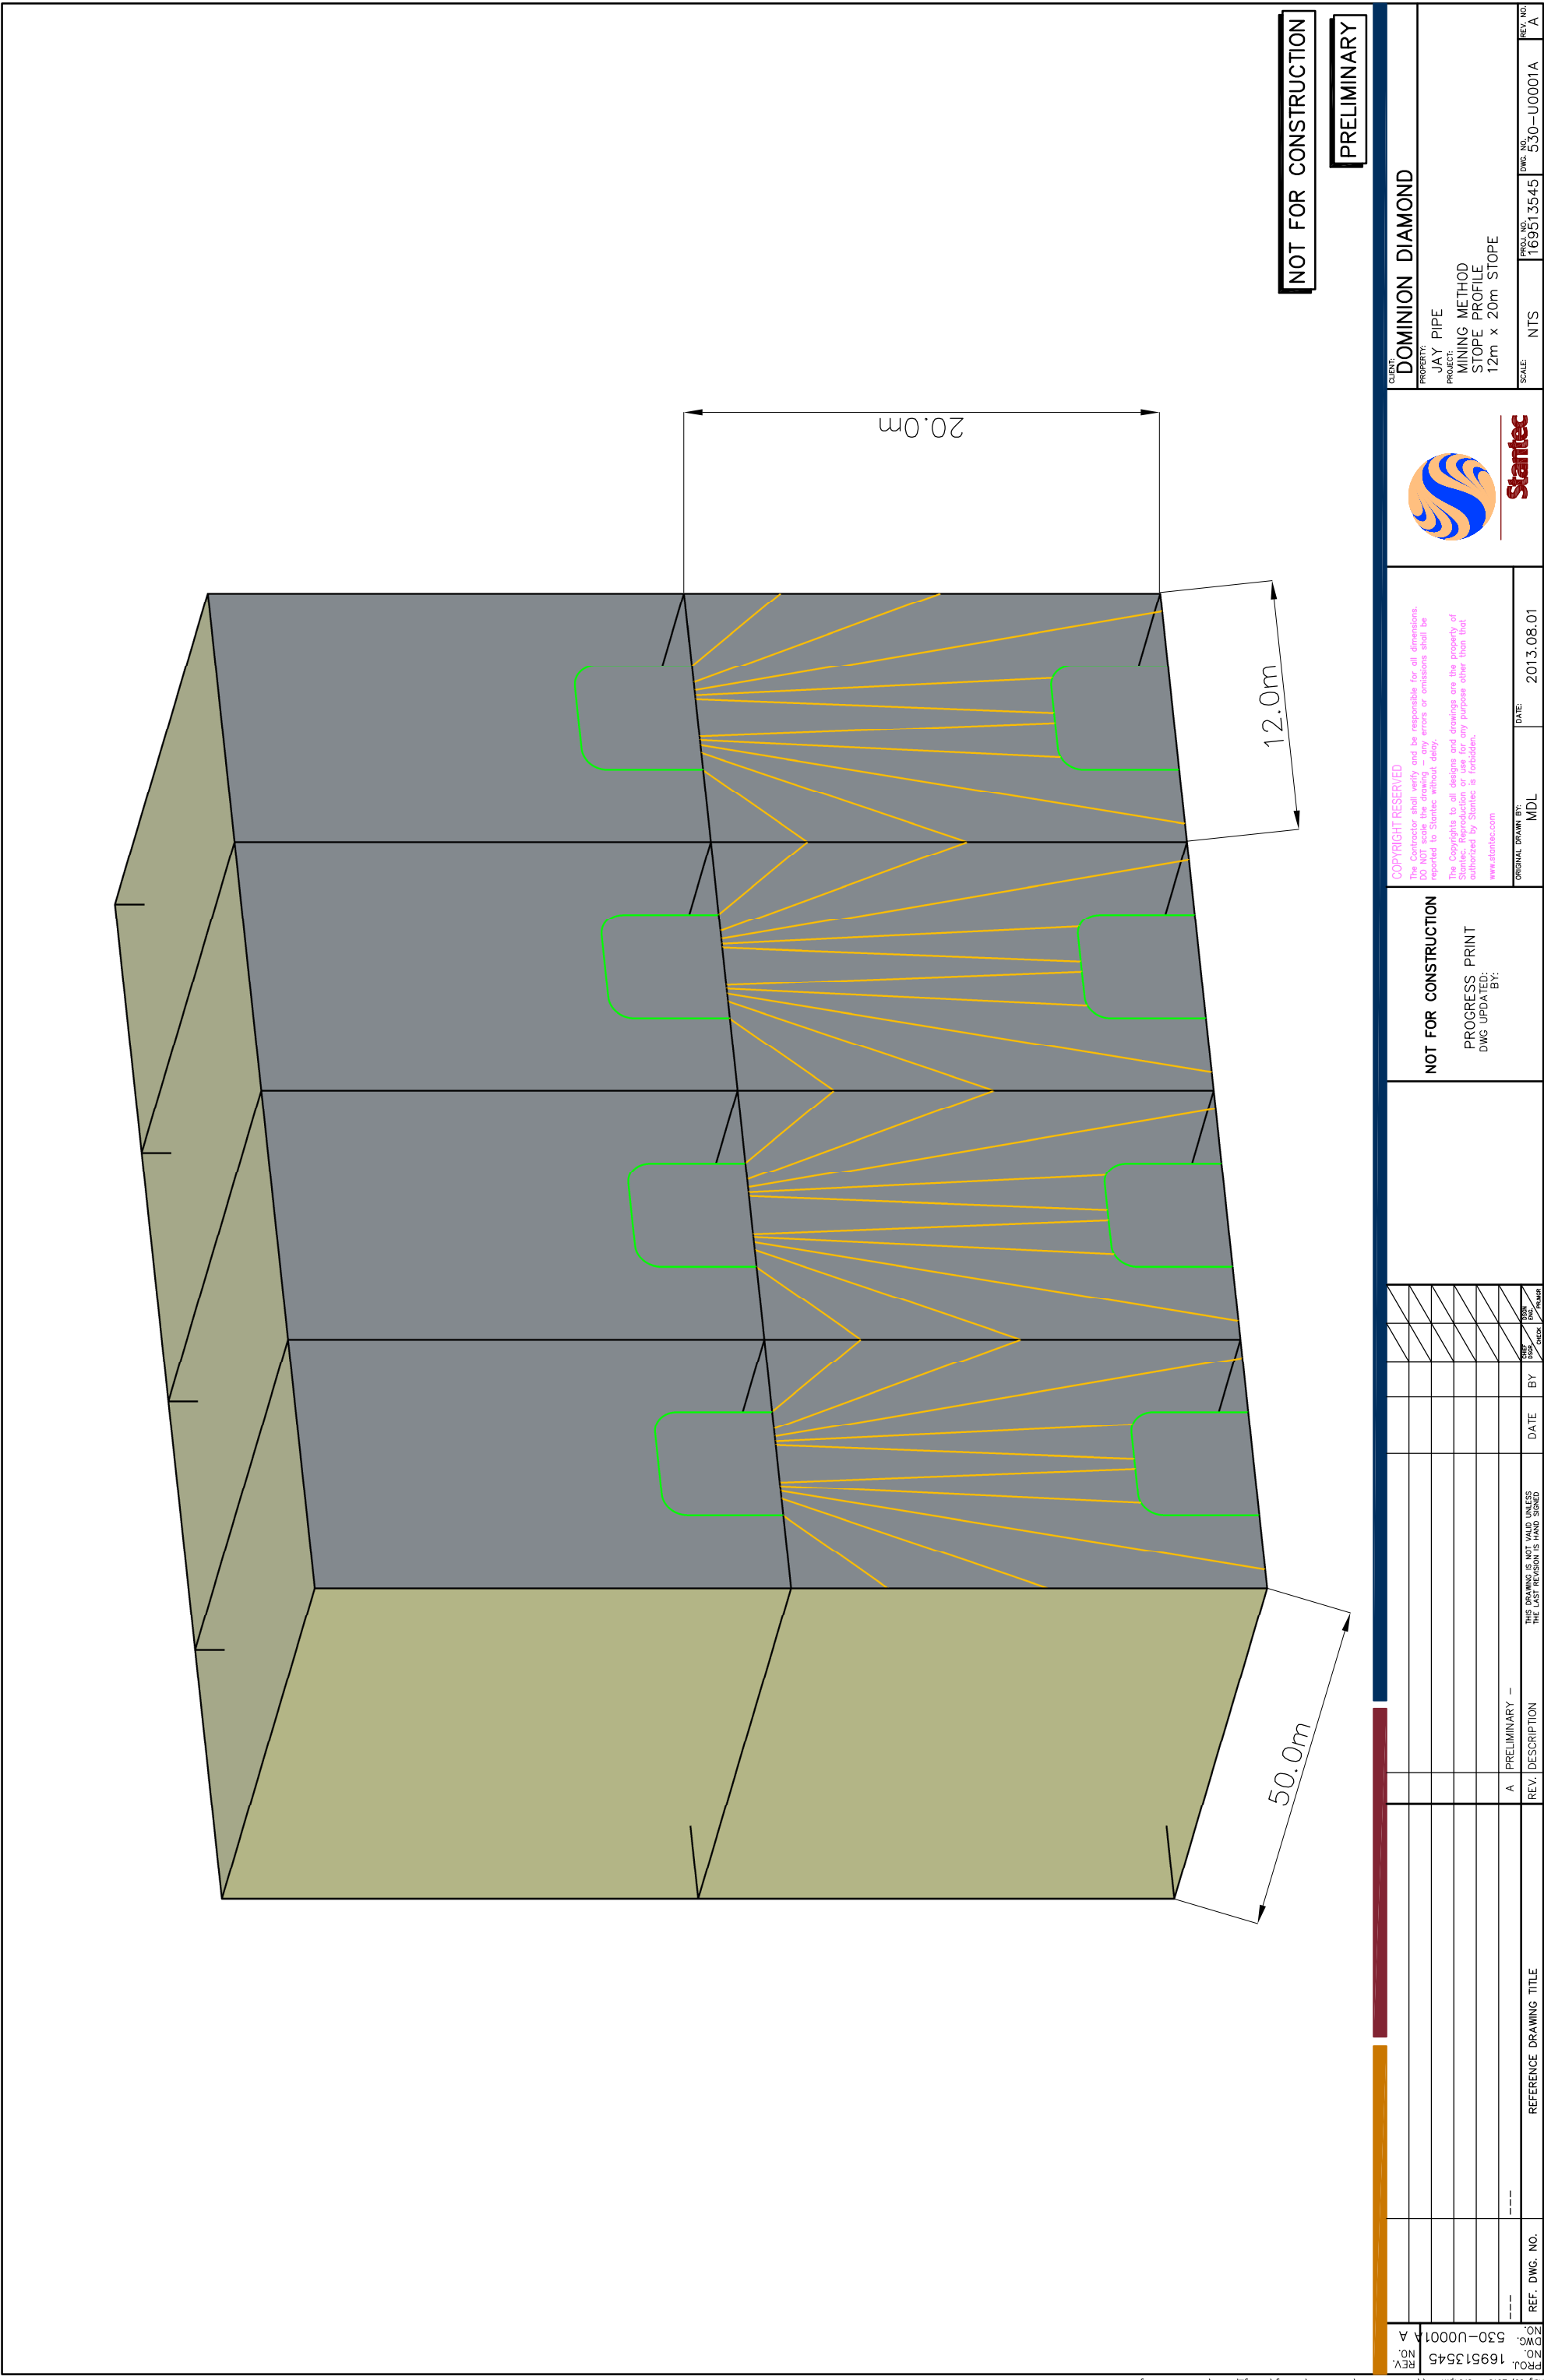 20.0m
12.0m
50.0m
NOT FOR CONSTRUCTION
PRELIMINARY
REF. DWG. NO.
REFERENCE DRAWING TITLE
---
---
A PRELIMINARY -
REV. DESCRIPTION
THIS DRAWING IS NOT VALID UNLESS
THE LAST REVISION IS HAND SIGNED
DATE
BY
CHIEF DSGR.
CHECK
DSGN ENG.
PR.MGR
NOT FOR CONSTRUCTION
PROGRESS PRINT
DWG UPDATED:
BY:
COPYRIGHT RESERVED
The Contractor shall verify and be responsible for all dimensions.
DO NOT scale the drawing - any errors or omissions shall be
reported to Stantec without delay.
The Copyrights to all designs and drawings are the property of
Stantec. Reproduction or use for any purpose other than that
authorized by Stantec is forbidden.
www.stantec.com
ORIGINAL DRAWN BY:
MDL
DATE:
2013.08.01
Stantec
CLIENT:
DOMINION DIAMOND
PROPERTY:
JAY PIPE
PROJECT:
MINING METHOD
STOPE PROFILE
12m x 20m STOPE
SCALE:
NTS
PROJ. NO.
169513545
DWG. NO.
530-U0001A
REV. NO.
A
PROJ. NO.
169513545
REV. NO.
DWG. NO.
530-U0001A
A